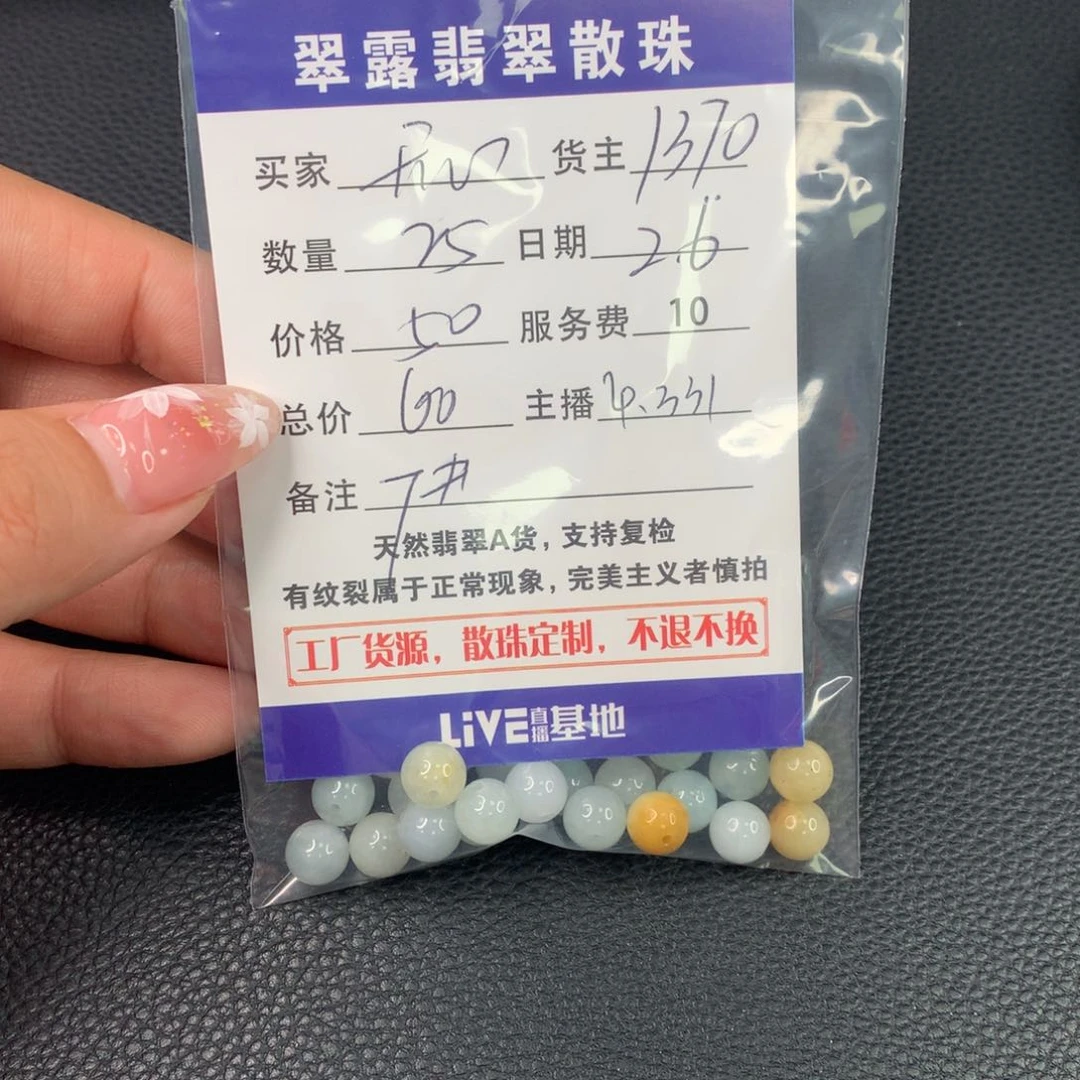 翠露翡翠散珠
买家 货主 1370
数量 25 日期 2.6
价格 50 服务费 10
总价 60 主播
备注 7#
天然翡翠A货，支持复检
有纹裂属于正常现象，完美主义者慎拍
工厂货源，散珠定制，不退不换
LiVE直播基地